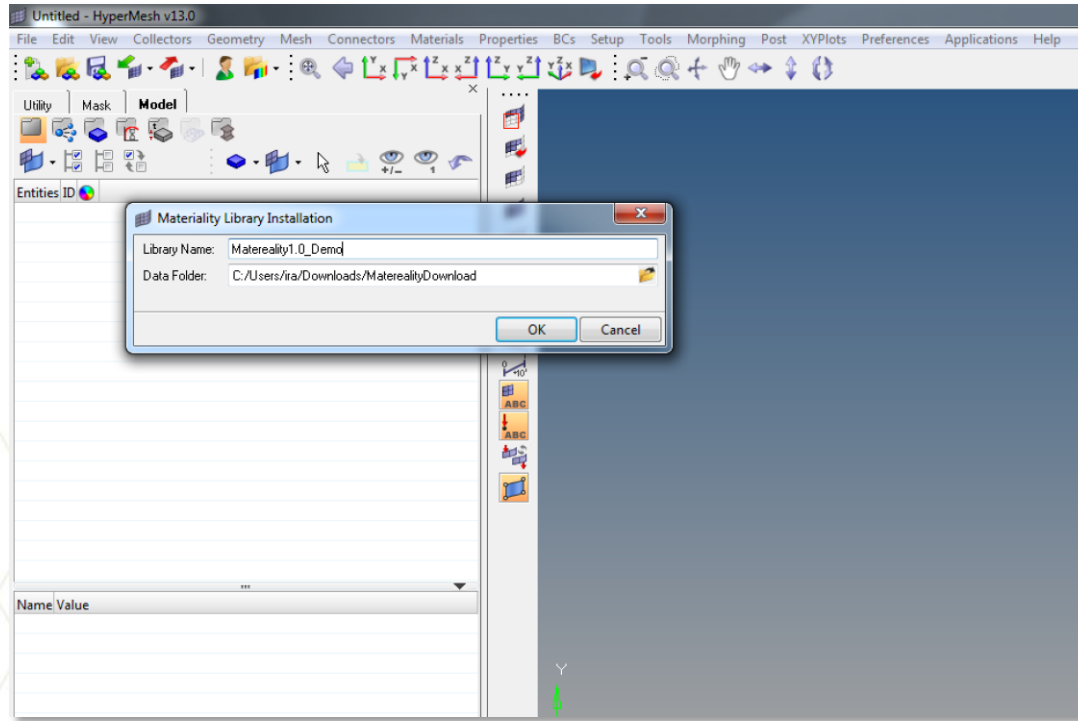 Untitled - HyperMesh v13.0
File Edit View Collectors Geometry Mesh Connectors Materials Properties BCs Setup Tools Morphing Post XYPlots Preferences Applications Help
Utility Mask Model
Entities ID
Materiality Library Installation
Library Name: Matereality1.0_Demo
Data Folder: C:/Users/ira/Downloads/MaterealityDownload
OK Cancel
ABC
ABC
Name Value
Y